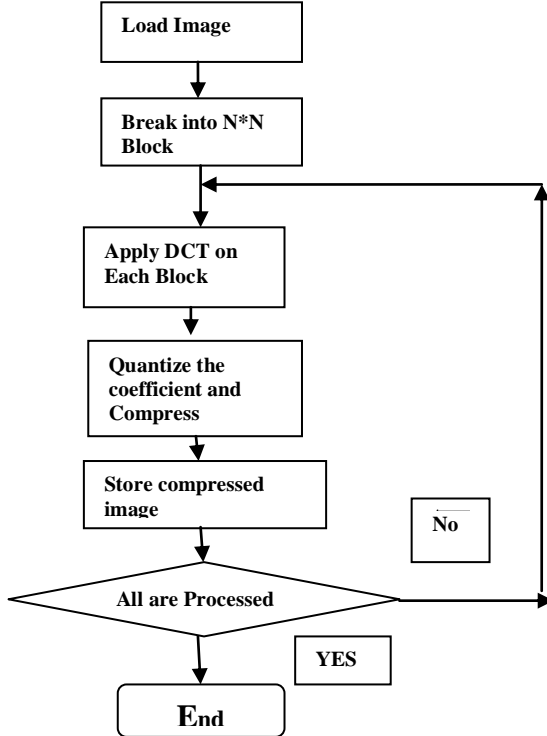 Load Image
Break into N*N
Block
Apply DCT on
Each Block
Quantize the
coefficient and
Compress
Store compressed
image
No
All are Processed
YES
End